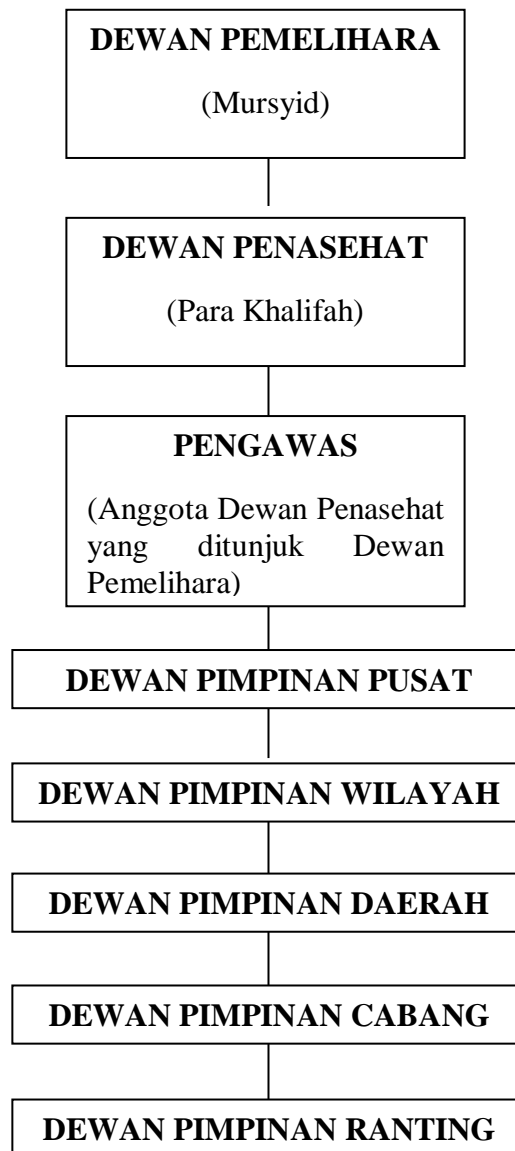 DEWAN PEMELIHARA
(Mursyid)
DEWAN PENASEHAT
(Para Khalifah)
PENGAWAS
(Anggota Dewan Penasehat
yang ditunjuk Dewan
Pemelihara)
DEWAN PIMPINAN PUSAT
DEWAN PIMPINAN WILAYAH
DEWAN PIMPINAN DAERAH
DEWAN PIMPINAN CABANG
DEWAN PIMPINAN RANTING